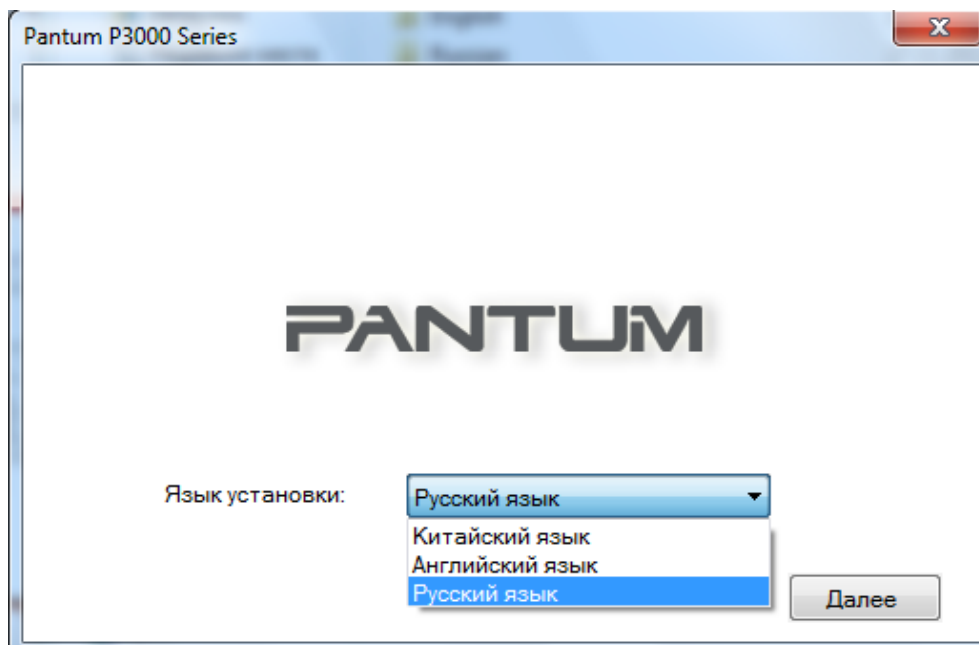 Pantum P3000 Series
PANTUM
Язык установки:
Русский язык
Китайский язык
Английский язык
Русский язык
Далее